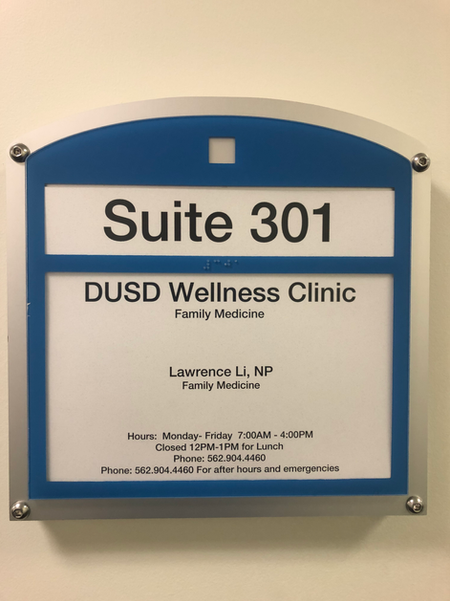 Suite 301
DUSD Wellness Clinic
Family Medicine
Lawrence Li, NP
Family Medicine
Hours: Monday- Friday 7:00AM - 4:00PM
Closed 12PM-1PM for Lunch
Phone: 562.904.4460
Phone: 562.904.4460 For after hours and emergencies